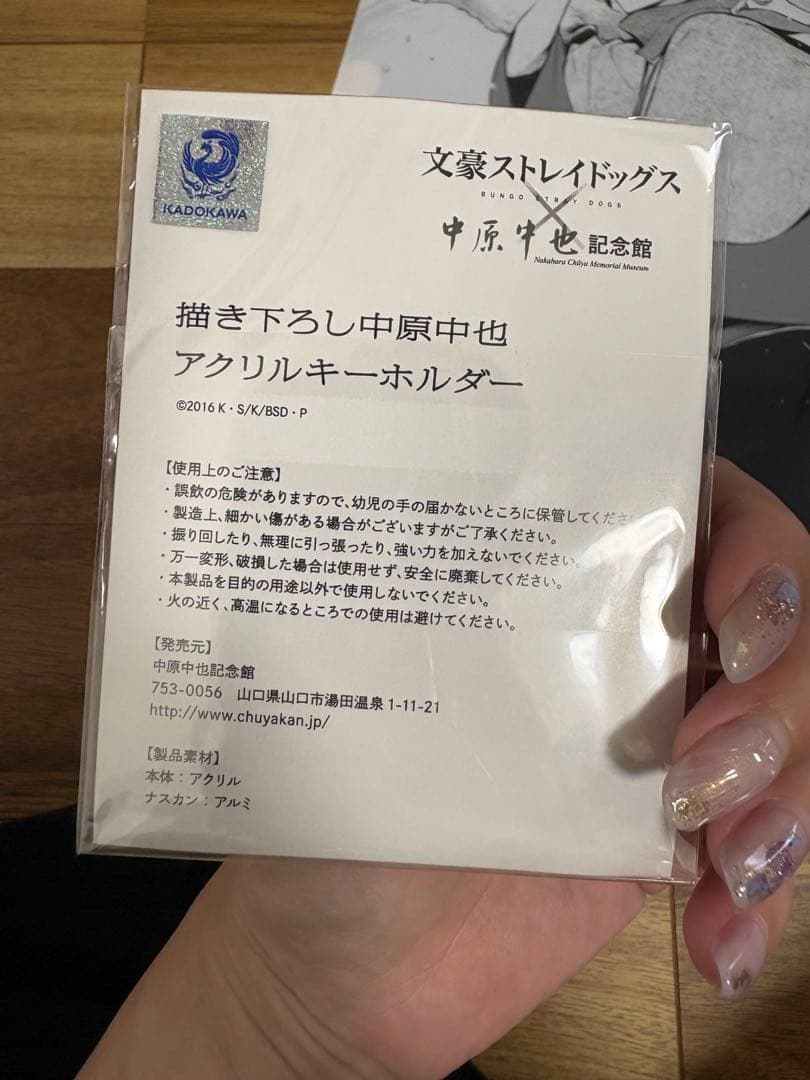 KADOKAWA
文豪ストレイドッグス
BUNGO STRAY DOGS
×
中原中也記念館
Nakahara Chūya Memorial Museum
描き下ろし中原中也
アクリルキーホルダー
©2016 K・S/K/BSD・P
【使用上のご注意】
・誤飲の危険がありますので、幼児の手の届かないところに保管してください。
・製造上、細かい傷がある場合がございますがご了承ください。
・振り回したり、無理に引っ張ったり、強い力を加えないでください。
・万一変形、破損した場合は使用せず、安全に廃棄してください。
・本製品を目的の用途以外で使用しないでください。
・火の近く、高温になるところでの使用は避けてください。
【発売元】
中原中也記念館
753-0056 山口県山口市湯田温泉 1-11-21
http://www.chuyakan.jp/
【製品素材】
本体：アクリル
ナスカン：アルミ